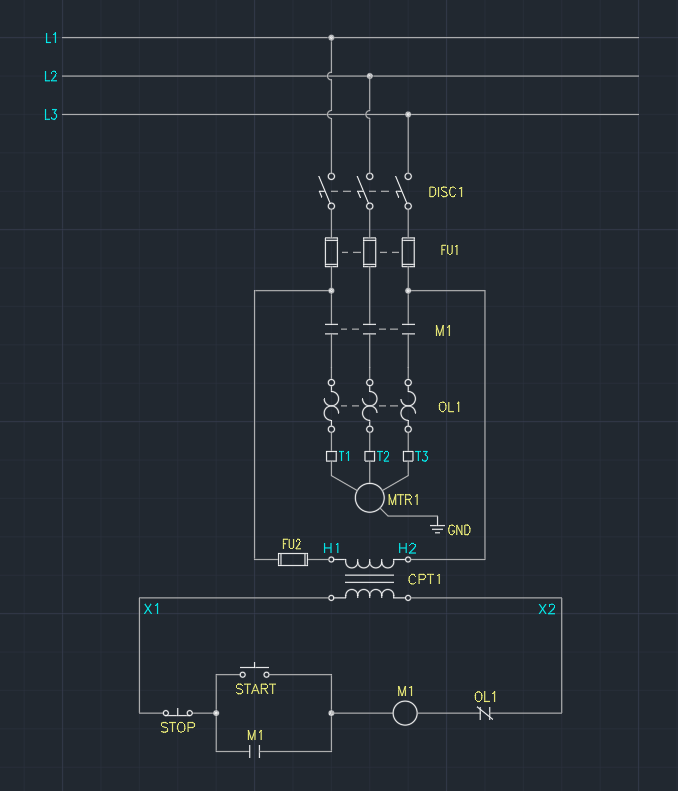 L1
L2
L3
DISC1
FU1
M1
OL1
T1
T2
T3
MTR1
GND
FU2
H1
H2
CPT1
X1
X2
START
M1
OL1
STOP
M1